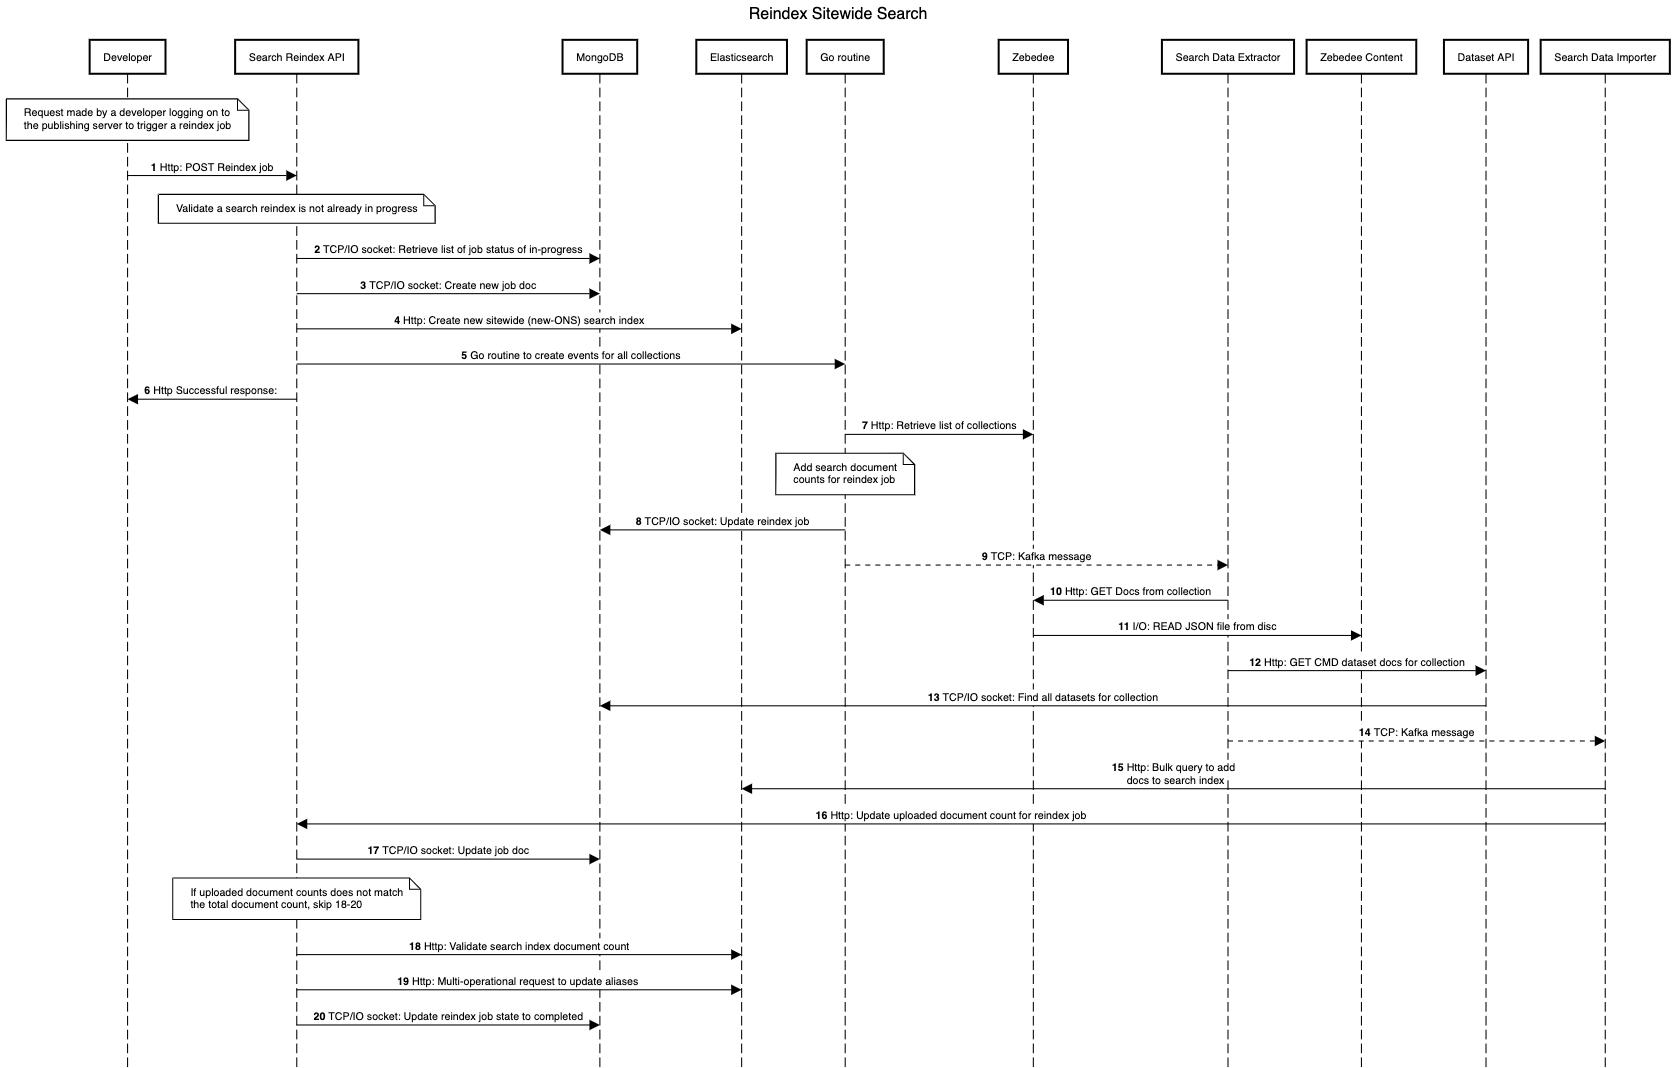 Reindex Sitewide Search
Developer
Search Reindex API
MongoDB
Elasticsearch
Go routine
Zebedee
Search Data Extractor
Zebedee Content
Dataset API
Search Data Importer
Request made by a developer logging on to
the publishing server to trigger a reindex job
1 Http: POST Reindex job
Validate a search reindex is not already in progress
2 TCP/IO socket: Retrieve list of job status of in-progress
3 TCP/IO socket: Create new job doc
4 Http: Create new sitewide (new-ONS) search index
5 Go routine to create events for all collections
6 Http Successful response:
7 Http: Retrieve list of collections
Add search document
counts for reindex job
8 TCP/IO socket: Update reindex job
9 TCP: Kafka message
10 Http: GET Docs from collection
11 I/O: READ JSON file from disc
12 Http: GET CMD dataset docs for collection
13 TCP/IO socket: Find all datasets for collection
14 TCP: Kafka message
15 Http: Bulk query to add
docs to search index
16 Http: Update uploaded document count for reindex job
17 TCP/IO socket: Update job doc
If uploaded document counts does not match
the total document count, skip 18-20
18 Http: Validate search index document count
19 Http: Multi-operational request to update aliases
20 TCP/IO socket: Update reindex job state to completed